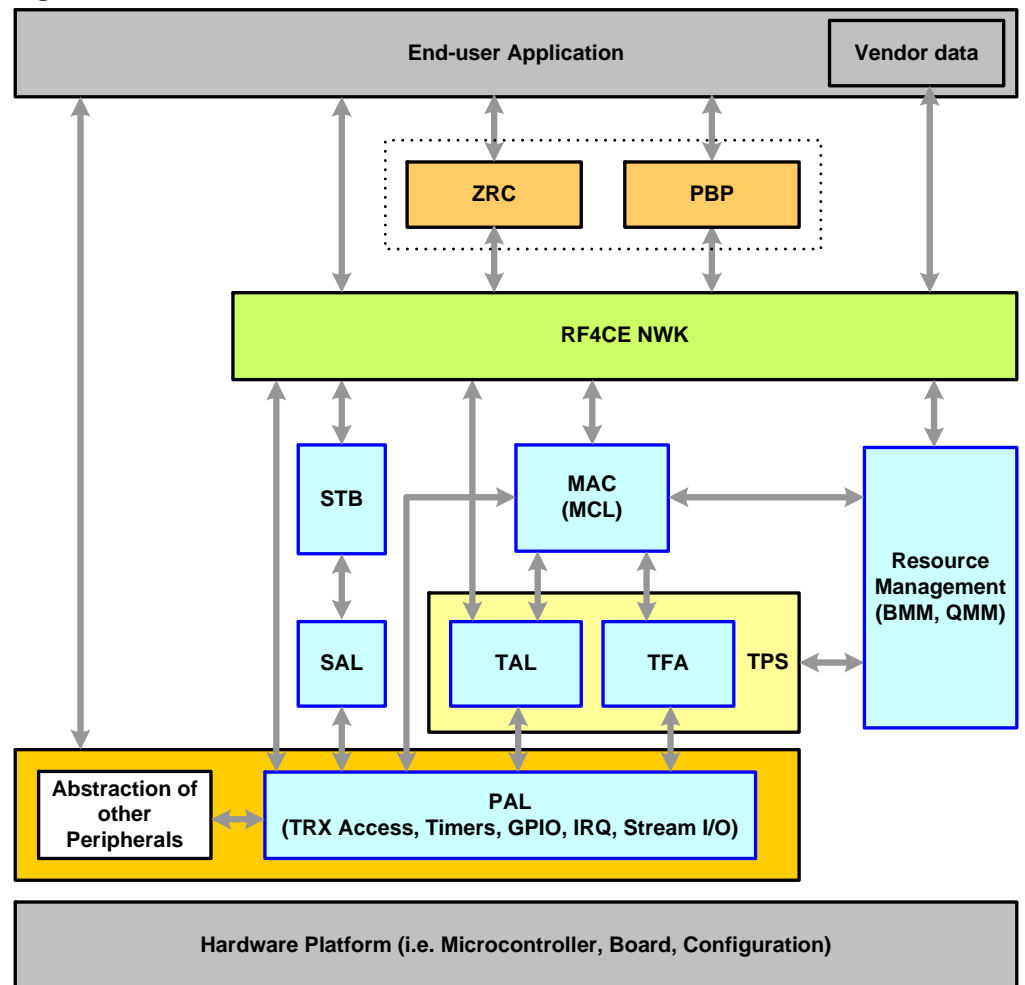 End-user Application
Vendor data
ZRC
PBP
RF4CE NWK
STB
MAC
(MCL)
Resource
Management
(BMM, QMM)
SAL
TAL
TFA
TPS
Abstraction of
other
Peripherals
PAL
(TRX Access, Timers, GPIO, IRQ, Stream I/O)
Hardware Platform (i.e. Microcontroller, Board, Configuration)